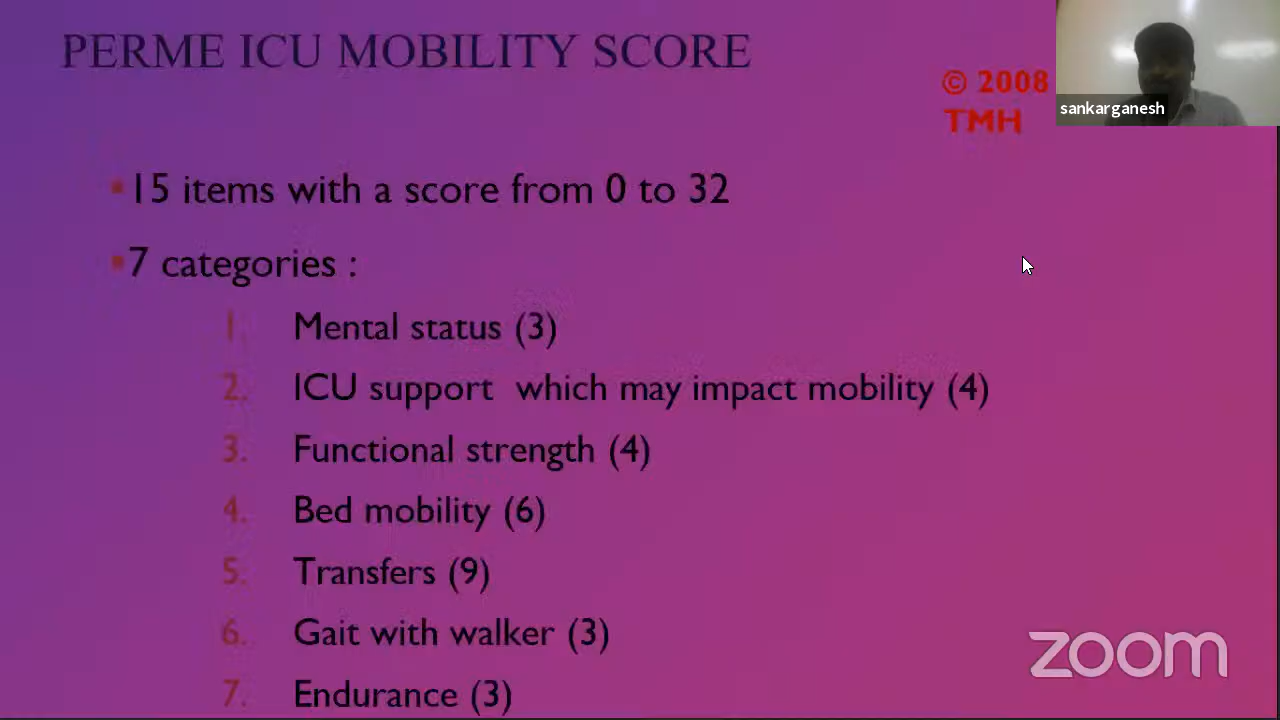 PERME ICU MOBILITY SCORE
© 2008
TMH
sankarganesh
▪15 items with a score from 0 to 32
▪7 categories :
1. Mental status (3)
2. ICU support which may impact mobility (4)
3. Functional strength (4)
4. Bed mobility (6)
5. Transfers (9)
6. Gait with walker (3)
7. Endurance (3)
zoom